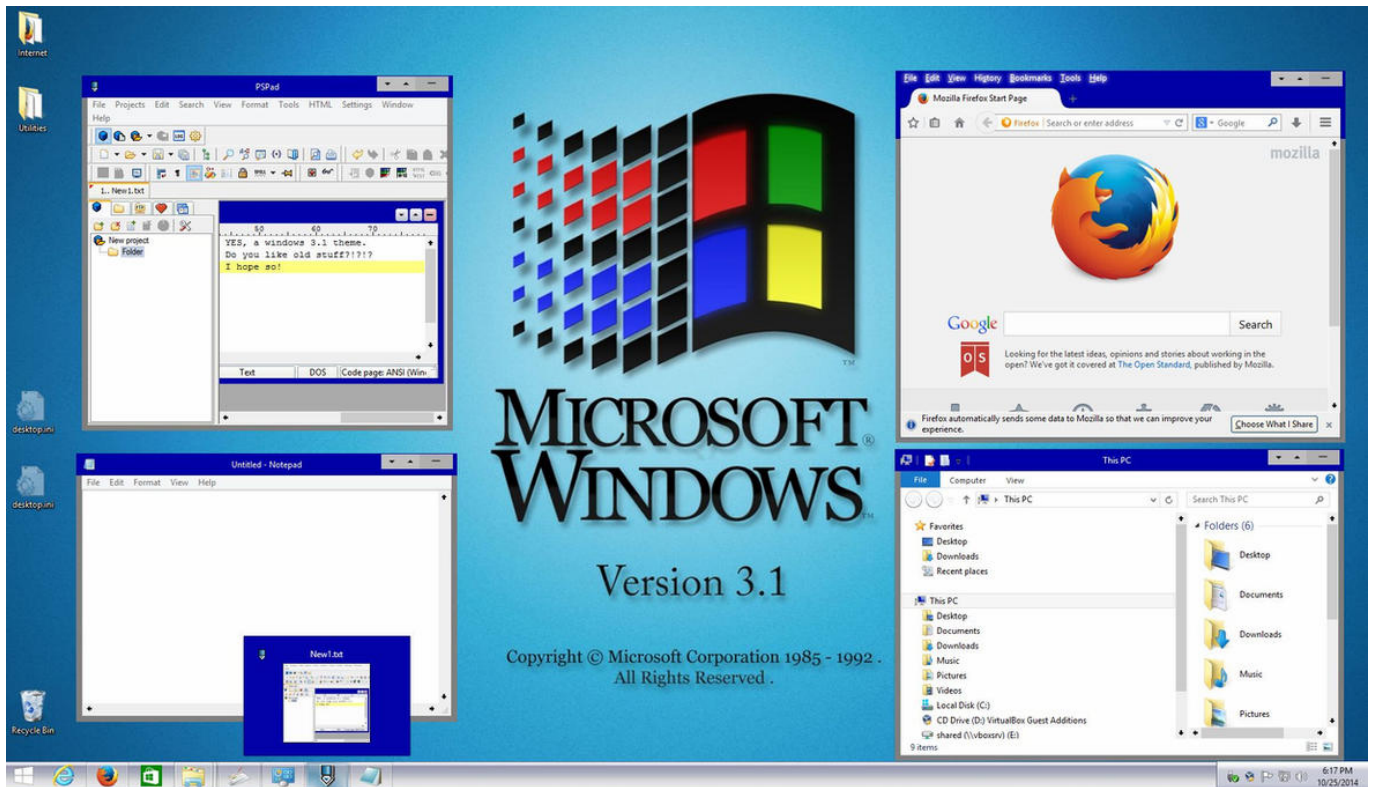 Internet
Utilities
desktop.ini
desktop.ini
Recycle Bin
PSPad
File Projects Edit Search View Format Tools HTML Settings Window
Help
1.. New1.txt
New project
Folder
50 60 70
YES, a windows 3.1 theme.
Do you like old stuff?!?!?
I hope so!
Text DOS Code page: ANSI (Win
Untitled - Notepad
File Edit Format View Help
New1.txt
MICROSOFT®
WINDOWS™
TM
Version 3.1
Copyright © Microsoft Corporation 1985 - 1992 .
All Rights Reserved .
File Edit View History Bookmarks Tools Help
Mozilla Firefox Start Page
Firefox Search or enter address
Google
mozilla
Google Search
OS
Looking for the latest ideas, opinions and stories about working in the
open? We've got it covered at The Open Standard, published by Mozilla.
Firefox automatically sends some data to Mozilla so that we can improve your
experience.
Choose What I Share
This PC
File Computer View
This PC
Search This PC
Favorites
Desktop
Downloads
Recent places
This PC
Desktop
Documents
Downloads
Music
Pictures
Videos
Local Disk (C:)
CD Drive (D:) VirtualBox Guest Additions
shared (\\vboxsrv) (E:)
Folders (6)
Desktop
Documents
Downloads
Music
Pictures
9 items
6:17 PM
10/25/2014